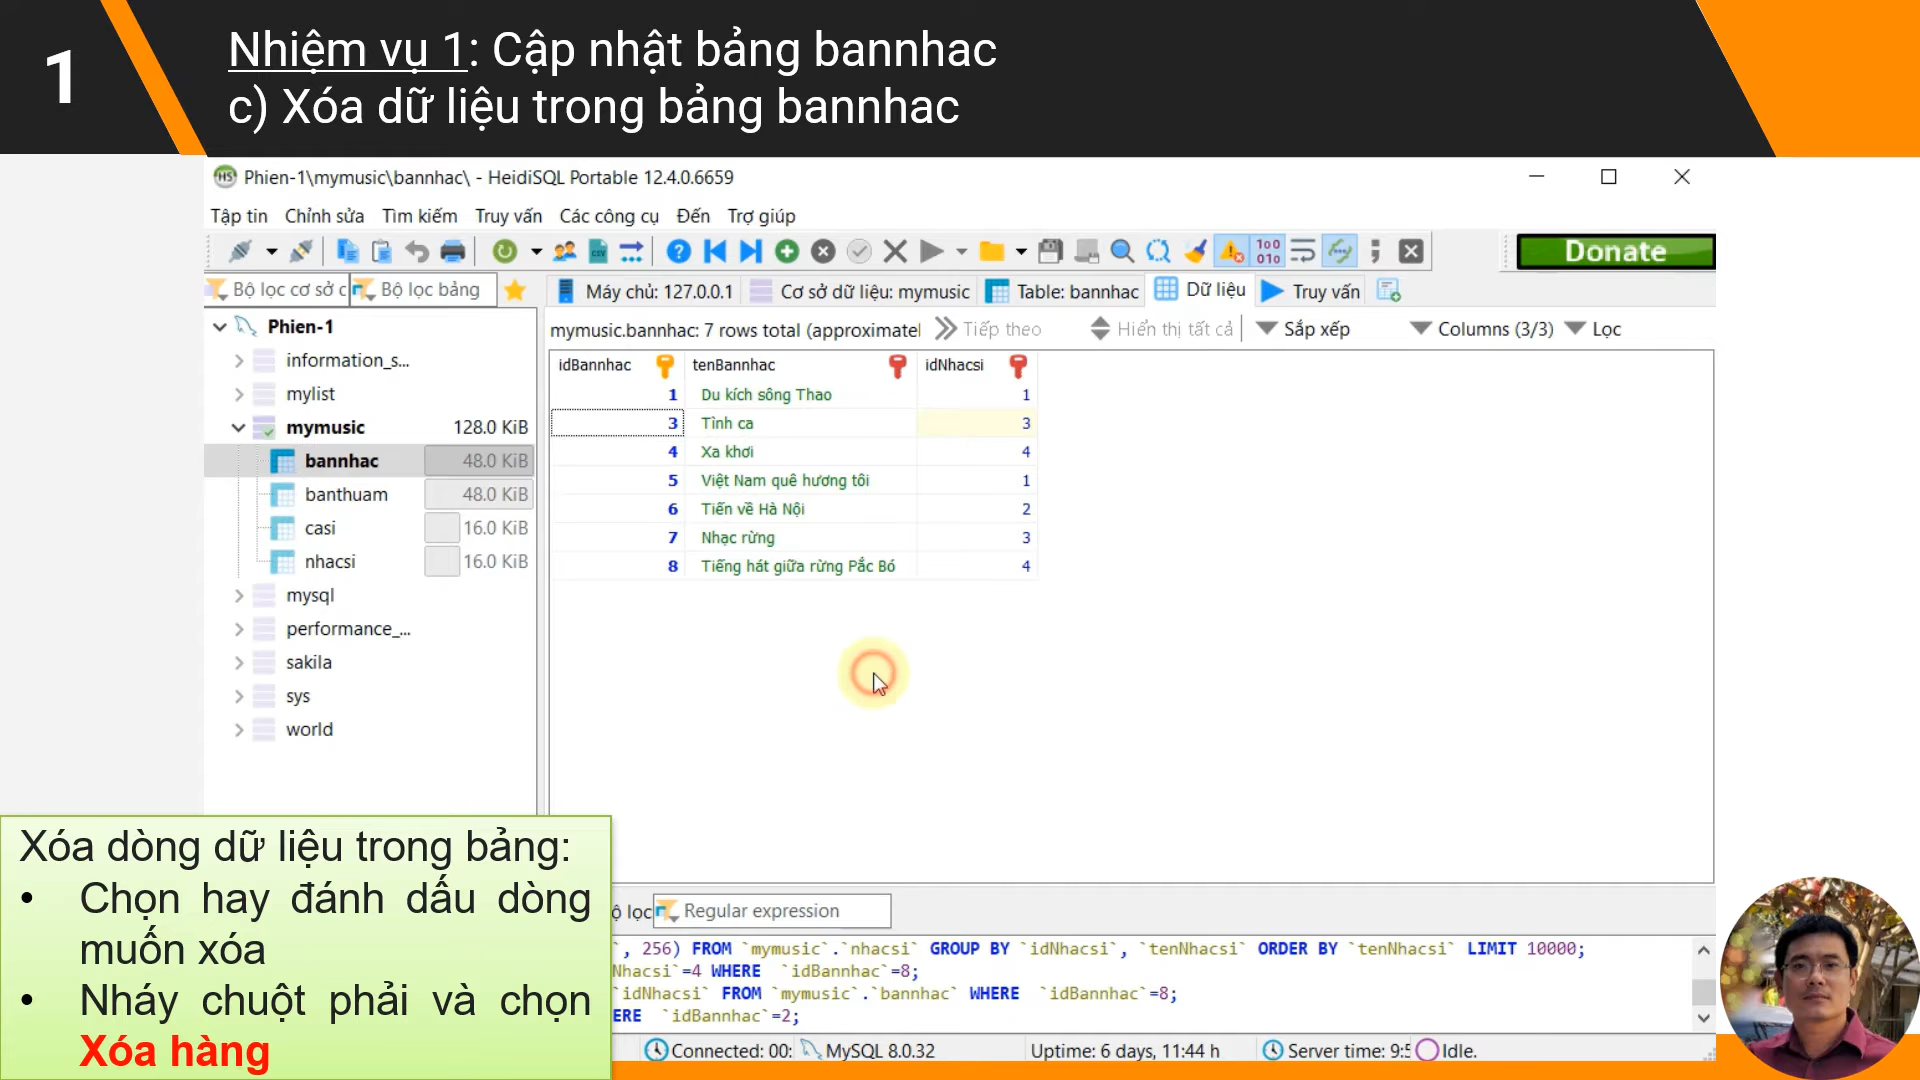 1
Nhiệm vụ 1: Cập nhật bảng bannhac
c) Xóa dữ liệu trong bảng bannhac
HS Phien-1\mymusic\bannhac\ - HeidiSQL Portable 12.4.0.6659
Tập tin Chỉnh sửa Tìm kiếm Truy vấn Các công cụ Đến Trợ giúp
Donate
Bộ lọc cơ sở c Bộ lọc bảng Máy chủ: 127.0.0.1 Cơ sở dữ liệu: mymusic Table: bannhac Dữ liệu Truy vấn
mymusic.bannhac: 7 rows total (approximatel Tiếp theo Hiển thị tất cả Sắp xếp Columns (3/3) Lọc
Phien-1
information_s...
mylist
mymusic 128.0 KiB
bannhac 48.0 KiB
banthuam 48.0 KiB
casi 16.0 KiB
nhacsi 16.0 KiB
mysql
performance_...
sakila
sys
world
idBannhac tenBannhac idNhacsi
1 Du kích sông Thao 1
3 Tình ca 3
4 Xa khơi 4
5 Việt Nam quê hương tôi 1
6 Tiến về Hà Nội 2
7 Nhạc rừng 3
8 Tiếng hát giữa rừng Pắc Bó 4
Xóa dòng dữ liệu trong bảng:
• Chọn hay đánh dấu dòng
muốn xóa
• Nháy chuột phải và chọn
Xóa hàng
ộ lọc Regular expression
`, 256) FROM `mymusic`.`nhacsi` GROUP BY `idNhacsi`, `tenNhacsi` ORDER BY `tenNhacsi` LIMIT 10000;
Nhacsi`=4 WHERE `idBannhac`=8;
`idNhacsi` FROM `mymusic`.`bannhac` WHERE `idBannhac`=8;
ERE `idBannhac`=2;
Connected: 00: MySQL 8.0.32 Uptime: 6 days, 11:44 h Server time: 9:5 Idle.